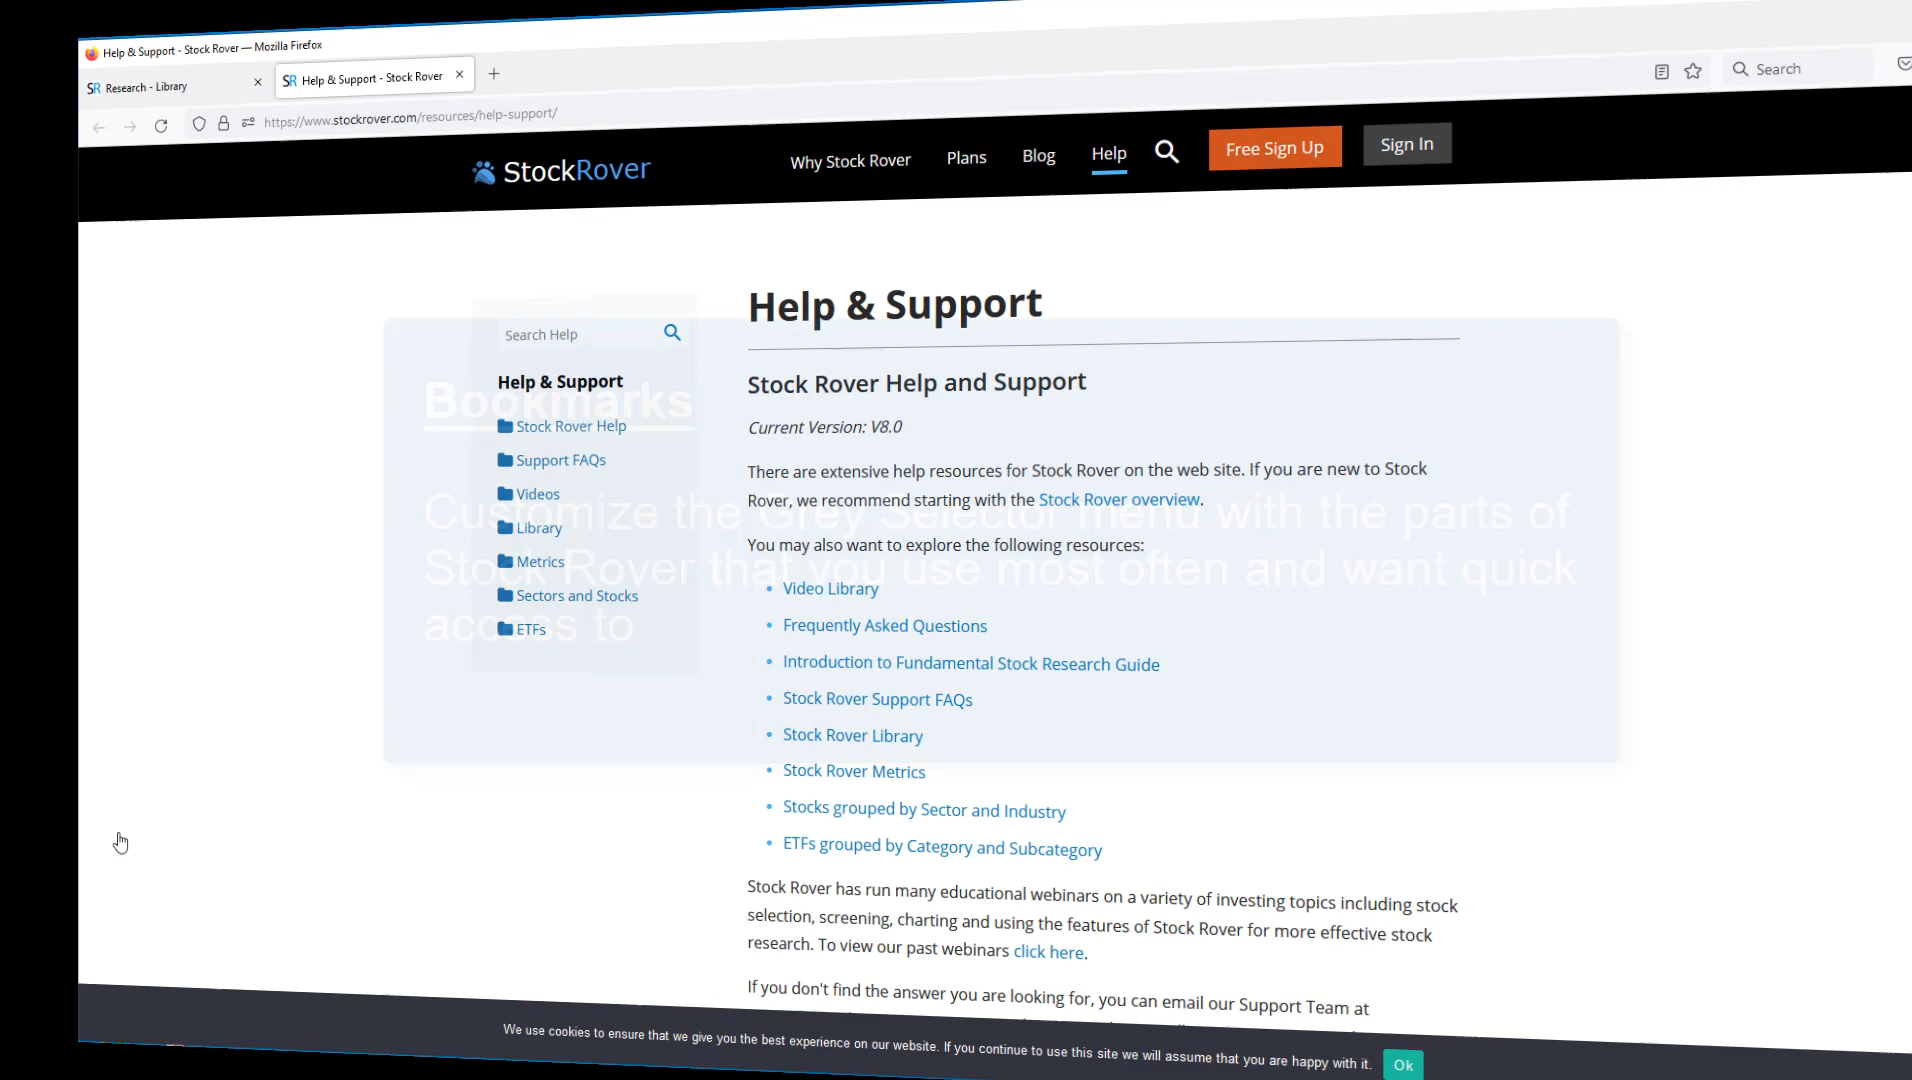 Help & Support - Stock Rover — Mozilla Firefox
SR Research - Library
SR Help & Support - Stock Rover
https://www.stockrover.com/resources/help-support/
Search
StockRover
Why Stock Rover
Plans
Blog
Help
Free Sign Up
Sign In
Search Help
Help & Support
Stock Rover Help
Support FAQs
Videos
Library
Metrics
Sectors and Stocks
ETFs
Help & Support
Stock Rover Help and Support
Current Version: V8.0
There are extensive help resources for Stock Rover on the web site. If you are new to Stock
Rover, we recommend starting with the Stock Rover overview.
You may also want to explore the following resources:
Video Library
Frequently Asked Questions
Introduction to Fundamental Stock Research Guide
Stock Rover Support FAQs
Stock Rover Library
Stock Rover Metrics
Stocks grouped by Sector and Industry
ETFs grouped by Category and Subcategory
Stock Rover has run many educational webinars on a variety of investing topics including stock
selection, screening, charting and using the features of Stock Rover for more effective stock
research. To view our past webinars click here.
If you don't find the answer you are looking for, you can email our Support Team at
Bookmarks
Customize the Grey Selector menu with the parts of
Stock Rover that you use most often and want quick
access to
We use cookies to ensure that we give you the best experience on our website. If you continue to use this site we will assume that you are happy with it.
Ok